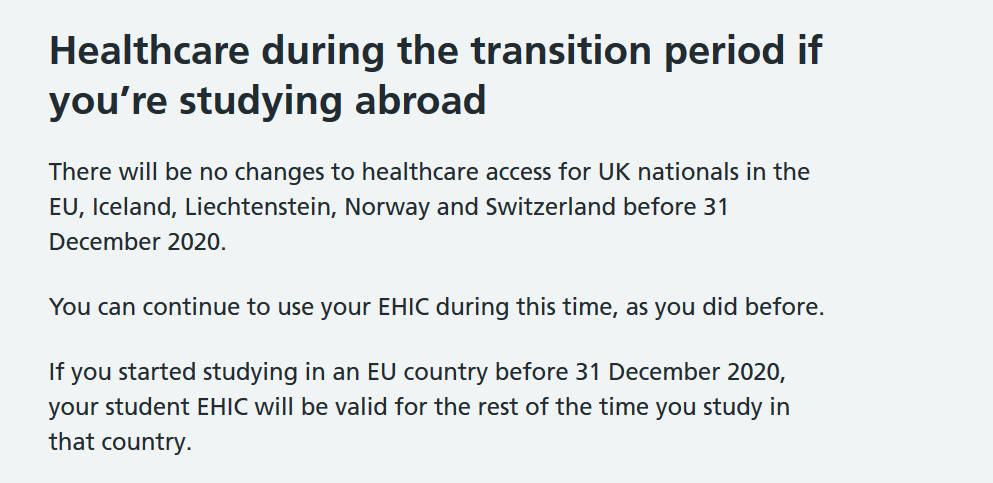 Healthcare during the transition period if
you're studying abroad
There will be no changes to healthcare access for UK nationals in the
EU, Iceland, Liechtenstein, Norway and Switzerland before 31
December 2020.
You can continue to use your EHIC during this time, as you did before.
If you started studying in an EU country before 31 December 2020,
your student EHIC will be valid for the rest of the time you study in
that country.